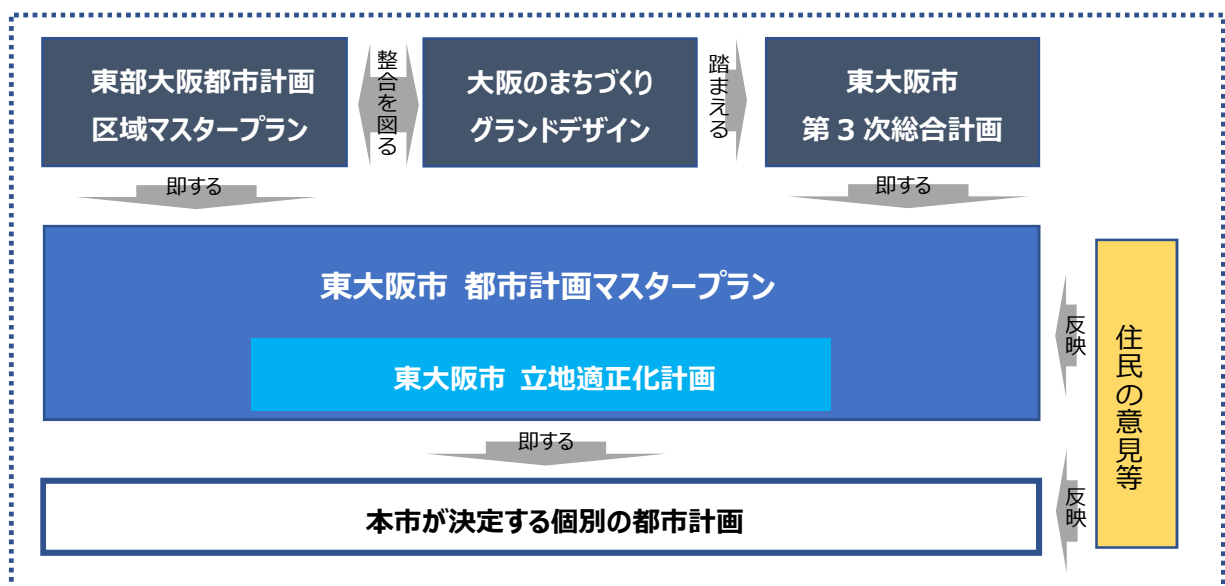 東部大阪都市計画
区域マスタープラン
整合を図る
大阪のまちづくり
グランドデザイン
踏まえる
東大阪市
第3次総合計画
即する
即する
東大阪市 都市計画マスタープラン
東大阪市 立地適正化計画
反映
住民の意見等
即する
本市が決定する個別の都市計画
反映